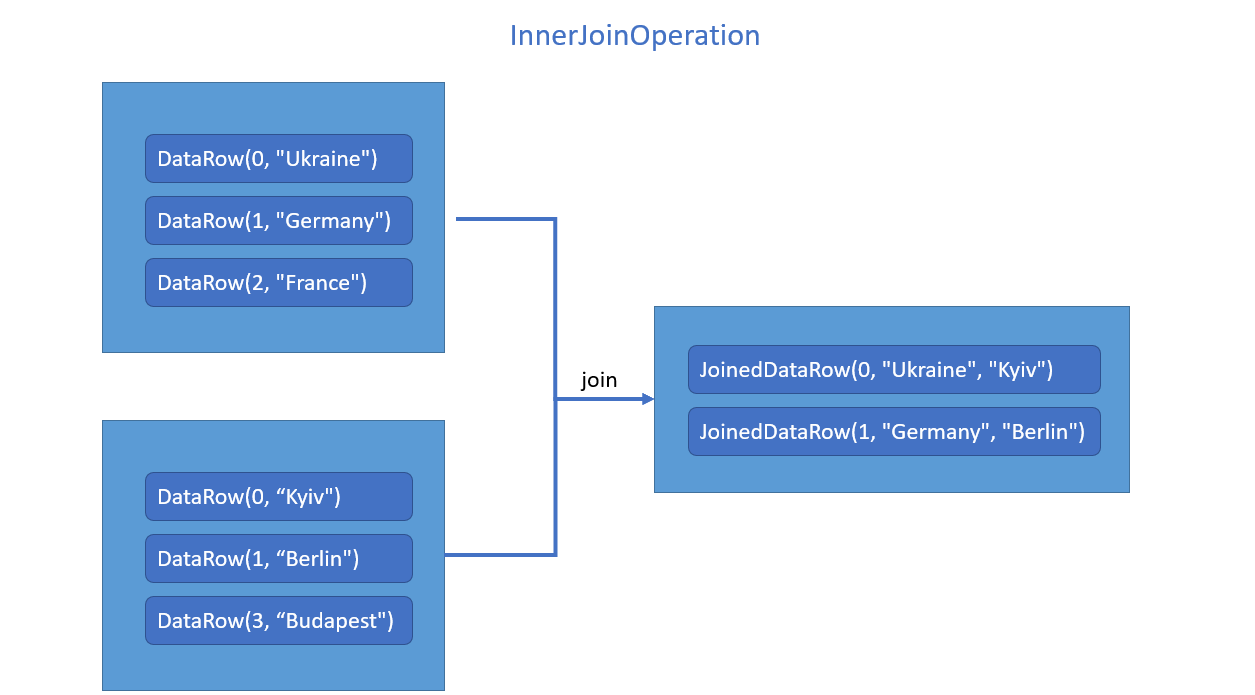 InnerJoinOperation
DataRow(0, "Ukraine")
DataRow(1, "Germany")
DataRow(2, "France")
join
JoinedDataRow(0, "Ukraine", "Kyiv")
JoinedDataRow(1, "Germany", "Berlin")
DataRow(0, “Kyiv")
DataRow(1, “Berlin")
DataRow(3, “Budapest")